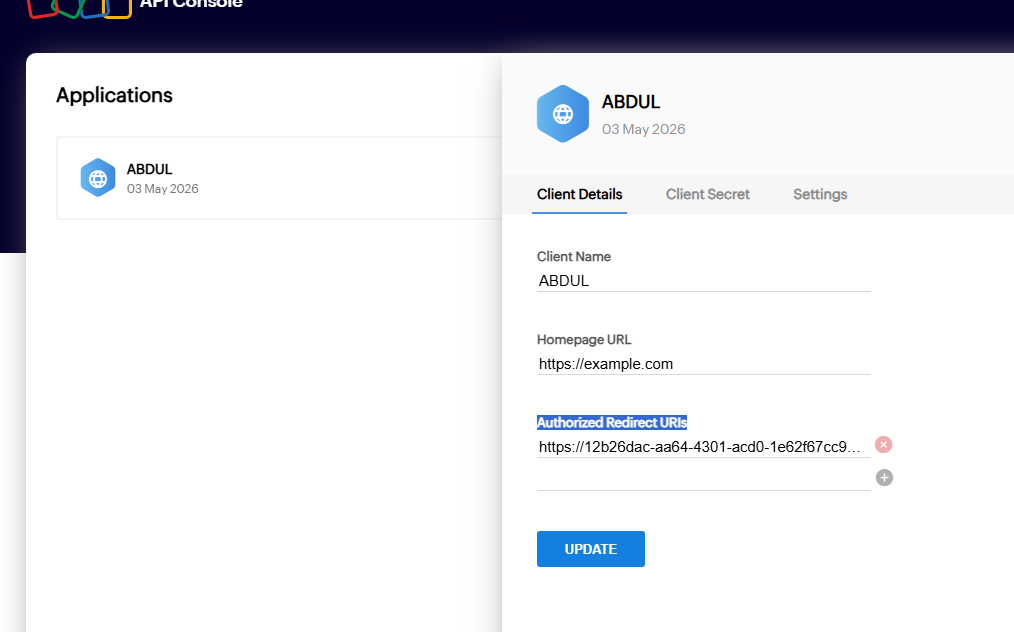 API Console
Applications
ABDUL
03 May 2026
ABDUL
03 May 2026
Client Details
Client Secret
Settings
Client Name
ABDUL
Homepage URL
https://example.com
Authorized Redirect URIs
https://12b26dac-aa64-4301-acd0-1e62f67cc9...
UPDATE